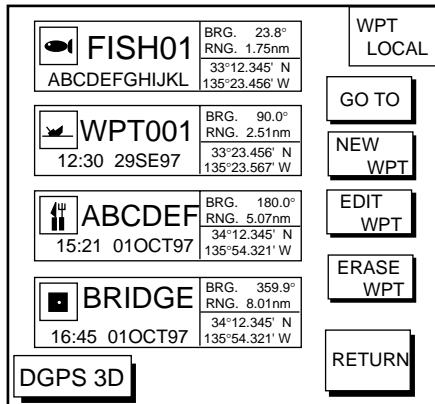 FISH01
ABCDEFGHIJKL
BRG. 23.8°
RNG. 1.75nm
33°12.345' N
135°23.456' W
WPT001
12:30 29SE97
BRG. 90.0°
RNG. 2.51nm
33°23.456' N
135°23.567' W
ABCDEF
15:21 01OCT97
BRG. 180.0°
RNG. 5.07nm
34°12.345' N
135°54.321' W
BRIDGE
16:45 01OCT97
BRG. 359.9°
RNG. 8.01nm
34°12.345' N
135°54.321' W
DGPS 3D
WPT
LOCAL
GO TO
NEW
WPT
EDIT
WPT
ERASE
WPT
RETURN